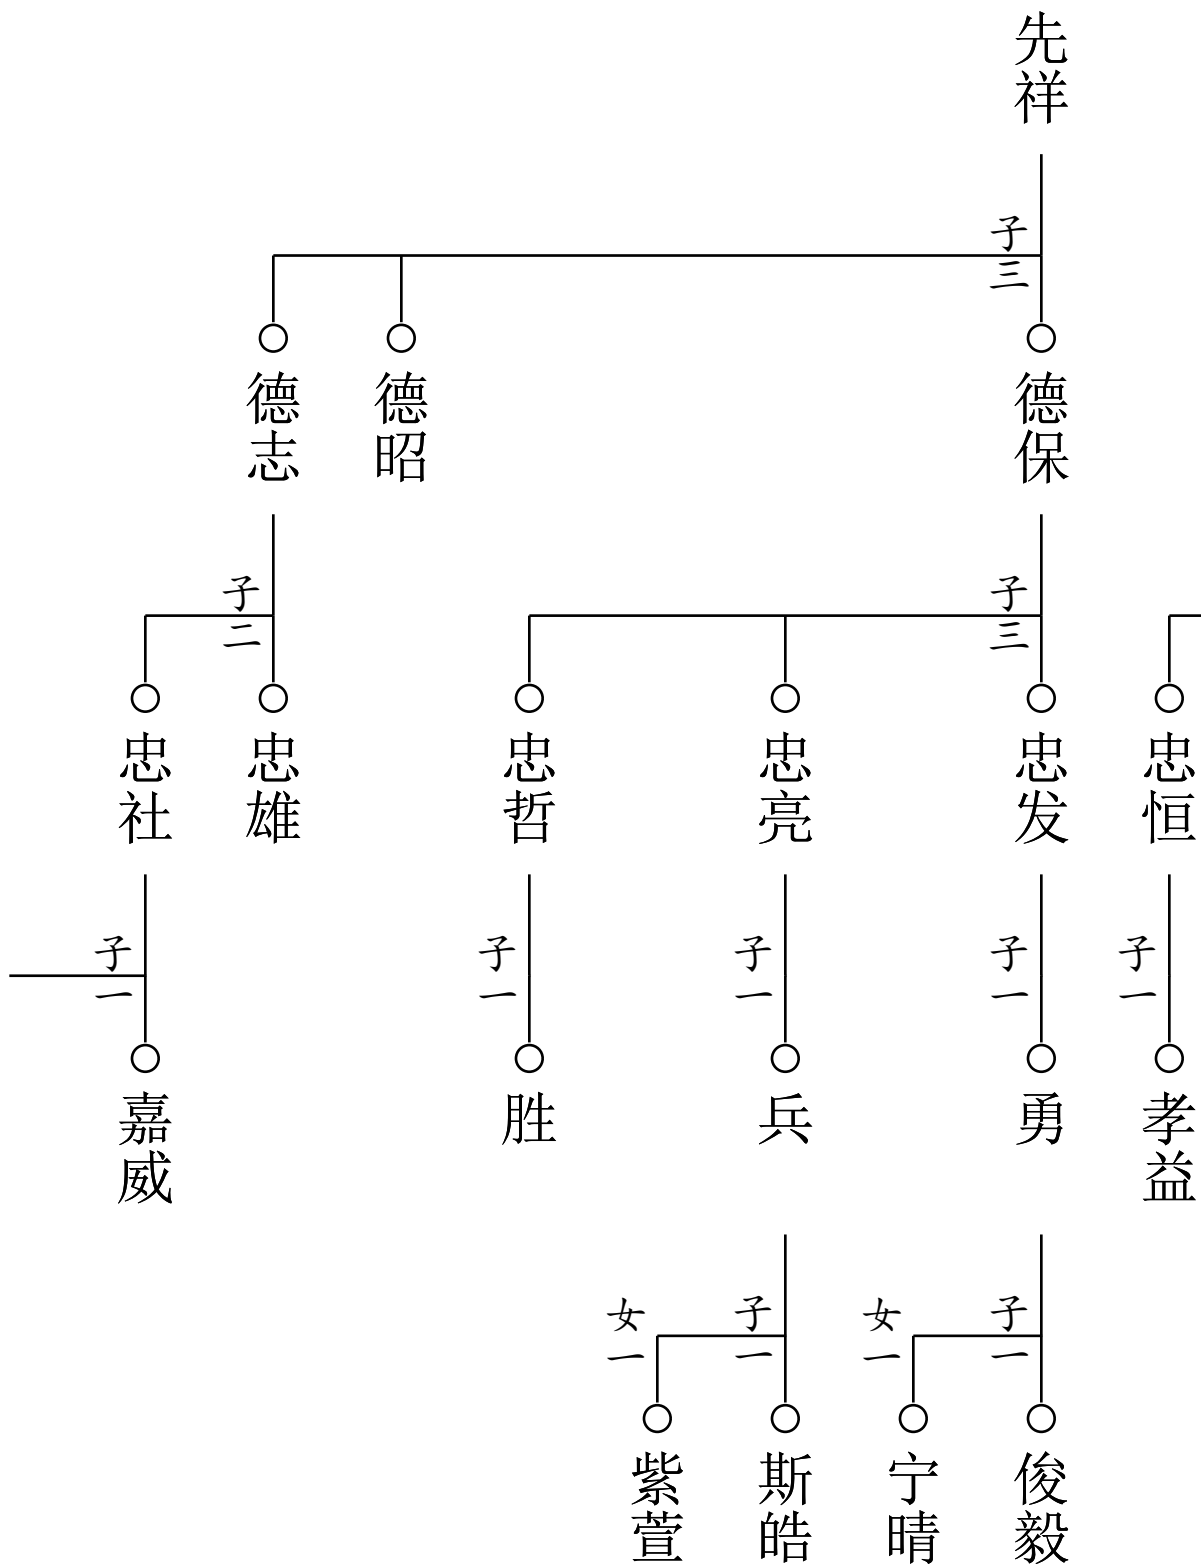 先祥
子三
德保
德昭
德志
子三
子二
忠恒
忠发
忠亮
忠哲
忠雄
忠社
子一
子一
子一
子一
子一
孝益
勇
兵
胜
嘉威
子一
女一
子一
女一
俊毅
宁晴
斯皓
紫萱